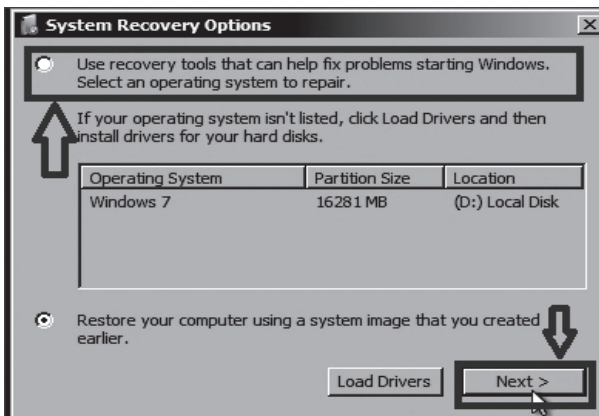 System Recovery Options
Use recovery tools that can help fix problems starting Windows.
Select an operating system to repair.
If your operating system isn't listed, click Load Drivers and then
install drivers for your hard disks.
Operating System Partition Size Location
Windows 7 16281 MB (D:) Local Disk
Restore your computer using a system image that you created
earlier.
Load Drivers Next >